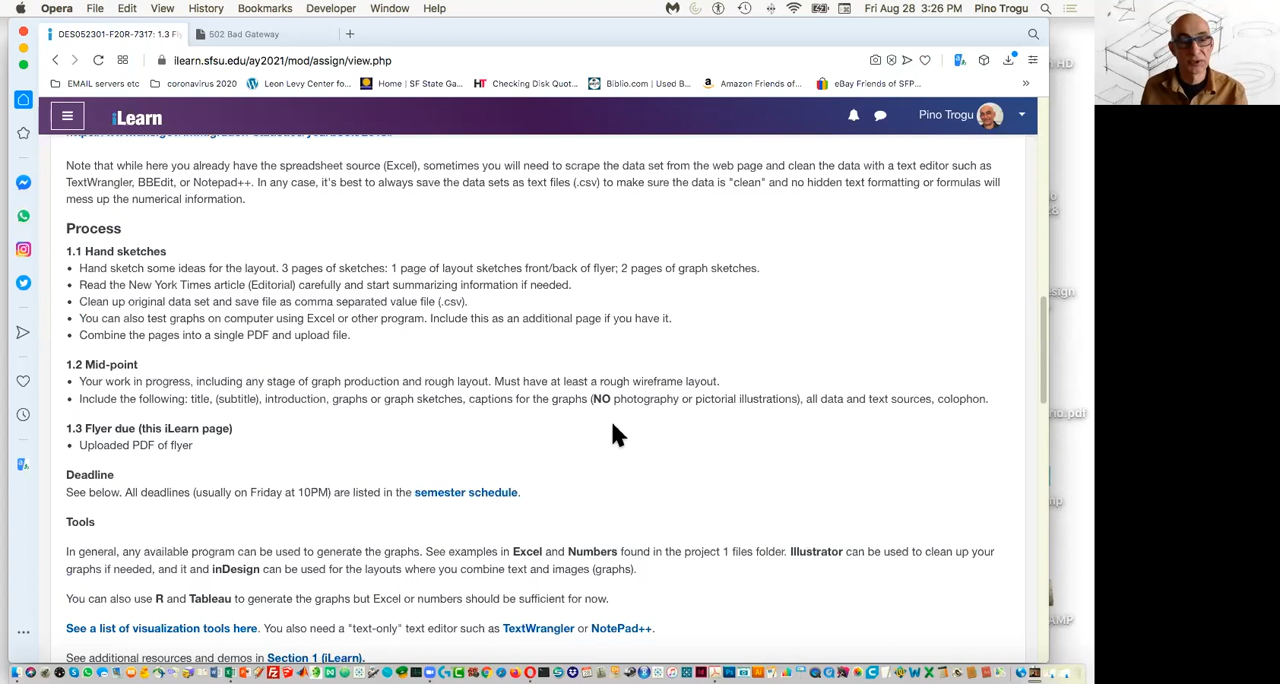 Opera File Edit View History Bookmarks Developer Window Help Fri Aug 28 3:26 PM Pino Trogu
DES052301-F20R-7317: 1.3 Fl 502 Bad Gateway
ilearn.sfsu.edu/ay2021/mod/assign/view.php
EMAIL servers etc coronavirus 2020 Leon Levy Center fo... Home | SF State Ga... Checking Disk Quot... Biblio.com | Used B... Amazon Friends of... eBay Friends of SFP...
iLearn Pino Trogu
Note that while here you already have the spreadsheet source (Excel), sometimes you will need to scrape the data set from the web page and clean the data with a text editor such as
TextWrangler, BBEdit, or Notepad++. In any case, it's best to always save the data sets as text files (.csv) to make sure the data is "clean" and no hidden text formatting or formulas will
mess up the numerical information.
Process
1.1 Hand sketches
• Hand sketch some ideas for the layout. 3 pages of sketches: 1 page of layout sketches front/back of flyer; 2 pages of graph sketches.
• Read the New York Times article (Editorial) carefully and start summarizing information if needed.
• Clean up original data set and save file as comma separated value file (.csv).
• You can also test graphs on computer using Excel or other program. Include this as an additional page if you have it.
• Combine the pages into a single PDF and upload file.
1.2 Mid-point
• Your work in progress, including any stage of graph production and rough layout. Must have at least a rough wireframe layout.
• Include the following: title, (subtitle), introduction, graphs or graph sketches, captions for the graphs (NO photography or pictorial illustrations), all data and text sources, colophon.
1.3 Flyer due (this iLearn page)
• Uploaded PDF of flyer
Deadline
See below. All deadlines (usually on Friday at 10PM) are listed in the semester schedule.
Tools
In general, any available program can be used to generate the graphs. See examples in Excel and Numbers found in the project 1 files folder. Illustrator can be used to clean up your
graphs if needed, and it and inDesign can be used for the layouts where you combine text and images (graphs).
You can also use R and Tableau to generate the graphs but Excel or numbers should be sufficient for now.
See a list of visualization tools here. You also need a "text-only" text editor such as TextWrangler or NotePad++.
See additional resources and demos in Section 1 (iLearn).